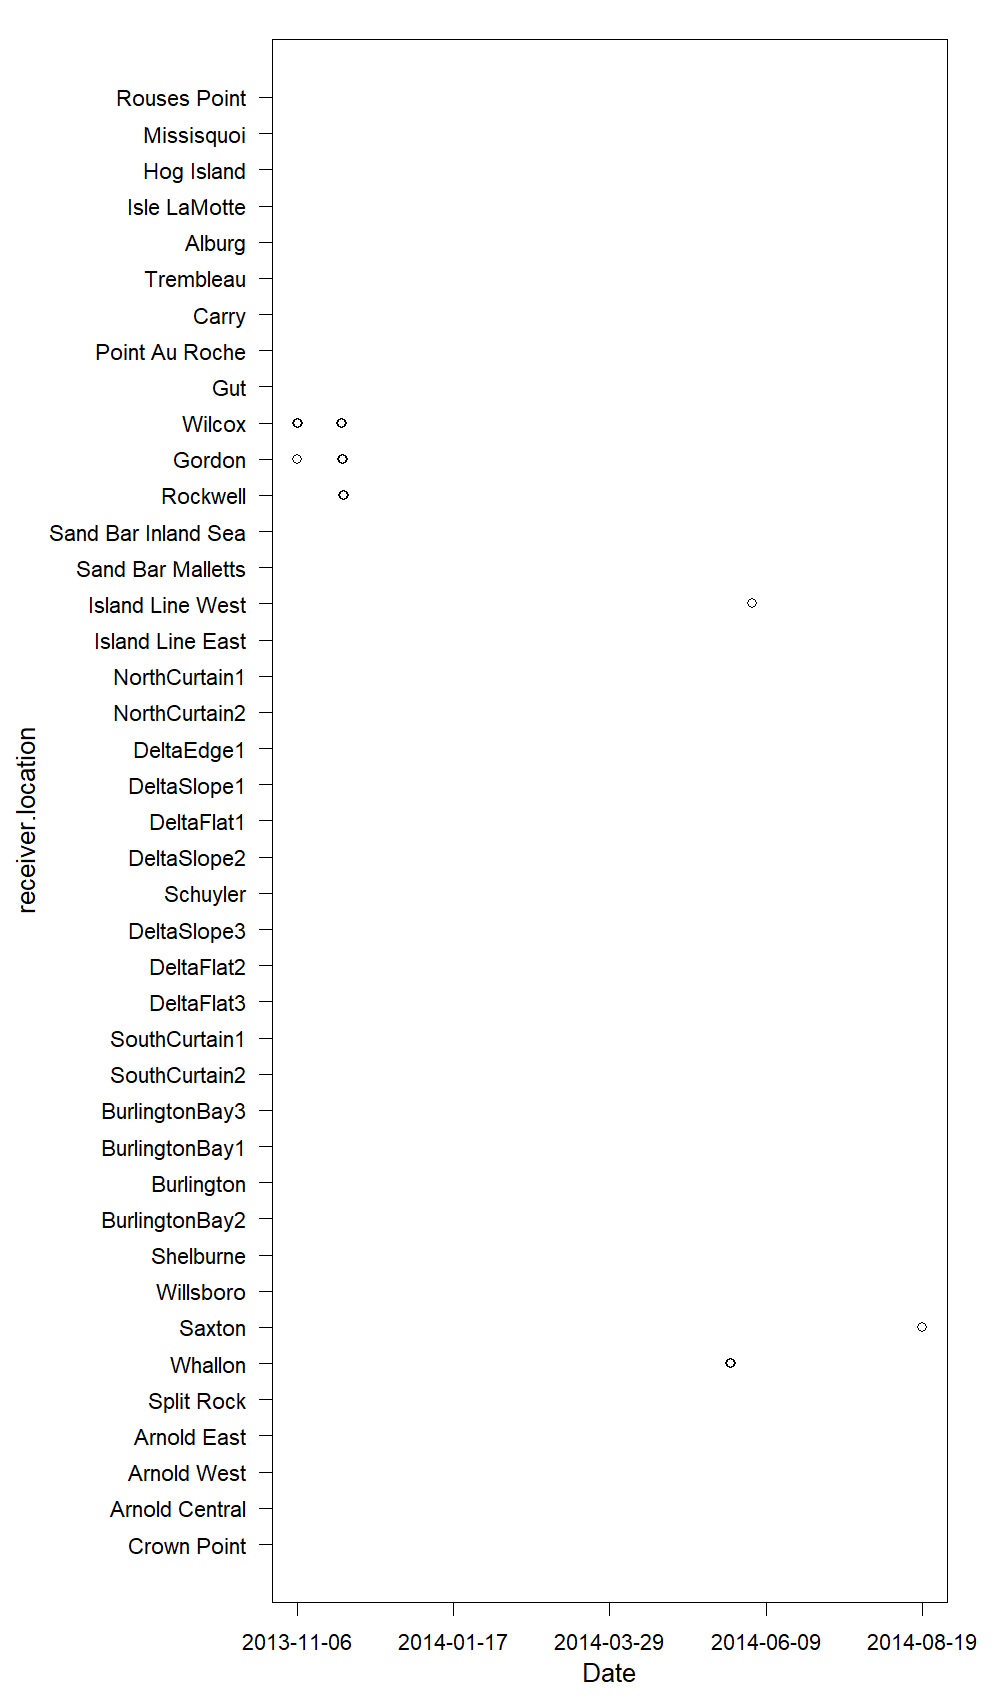 Rouses Point
Missisquoi
Hog Island
Isle LaMotte
Alburg
Trembleau
Carry
Point Au Roche
Gut
Wilcox
Gordon
Rockwell
Sand Bar Inland Sea
Sand Bar Malletts
Island Line West
Island Line East
NorthCurtain1
NorthCurtain2
DeltaEdge1
DeltaSlope1
DeltaFlat1
DeltaSlope2
Schuyler
DeltaSlope3
DeltaFlat2
DeltaFlat3
SouthCurtain1
SouthCurtain2
BurlingtonBay3
BurlingtonBay1
Burlington
BurlingtonBay2
Shelburne
Willsboro
Saxton
Whallon
Split Rock
Arnold East
Arnold West
Arnold Central
Crown Point
receiver.location
2013-11-06 2014-01-17 2014-03-29 2014-06-09 2014-08-19
Date